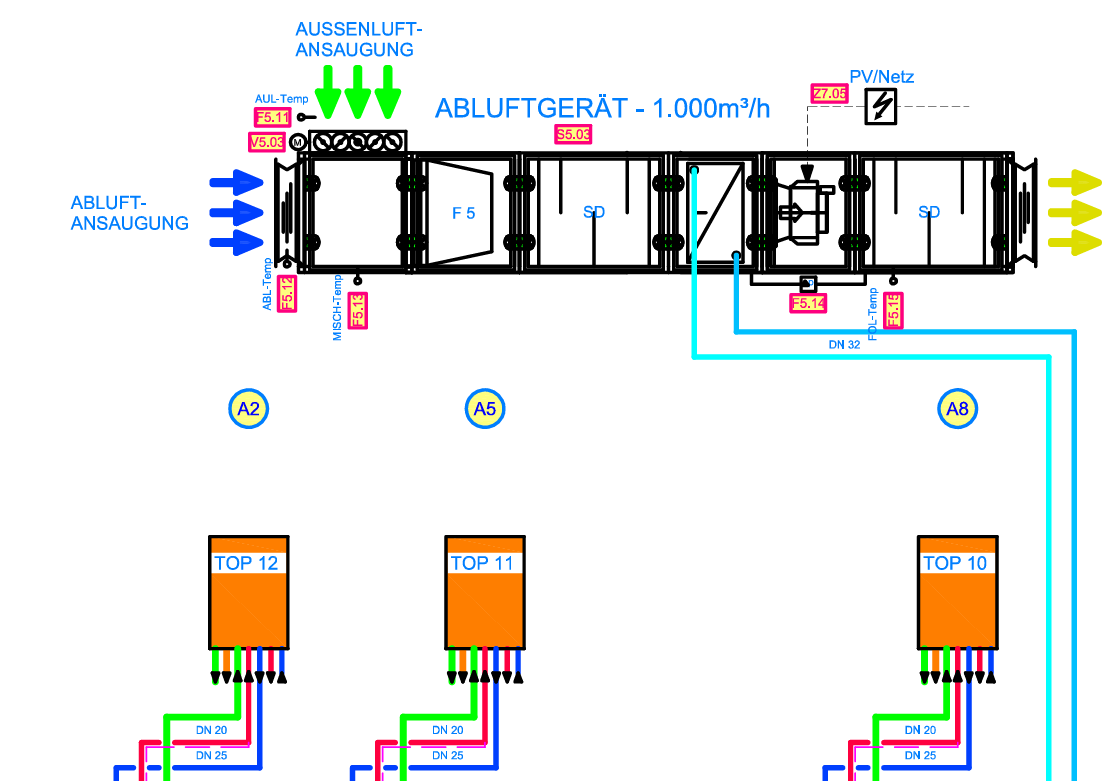 AUSSENLUFT-
ANSAUGUNG
PV/Netz
AUL-Temp
F5.11
Z7.05
ABLUFTGERÄT - 1.000m³/h
V5.03
M
S5.03
ABLUFT-
ANSAUGUNG
F 5
SD
SD
ABL-Temp
F5.12
MISCH-Temp
F5.13
F5.14
FOL-Temp
F5.15
DN 32
A2
A5
A8
TOP 12
TOP 11
TOP 10
DN 20
DN 20
DN 20
DN 25
DN 25
DN 25